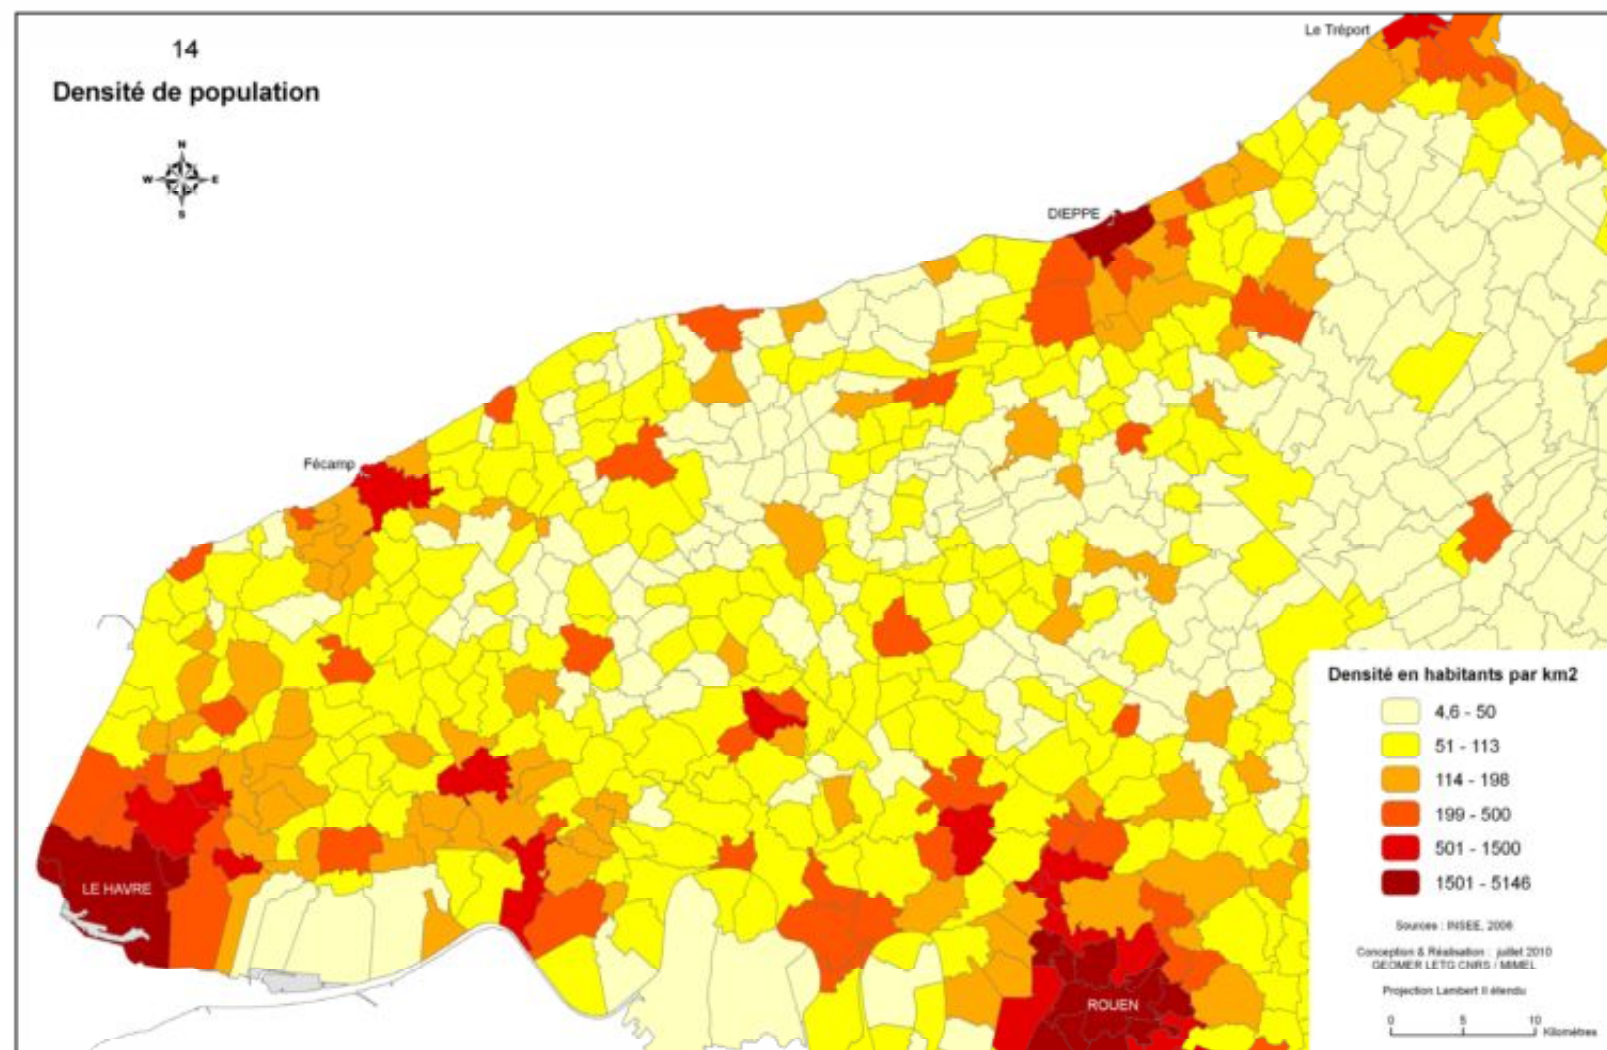 14
Densité de population
N
W E
S
Le Tréport
DIEPPE
Fécamp
LE HAVRE
ROUEN
Densité en habitants par km2
4,6 - 50
51 - 113
114 - 198
199 - 500
501 - 1500
1501 - 5146
Sources : INSEE, 2006
Conception & Réalisation : juillet 2010
GEOMER LETG CNRS / MIMEL
Projection Lambert II étendu
0 5 10
Kilomètres